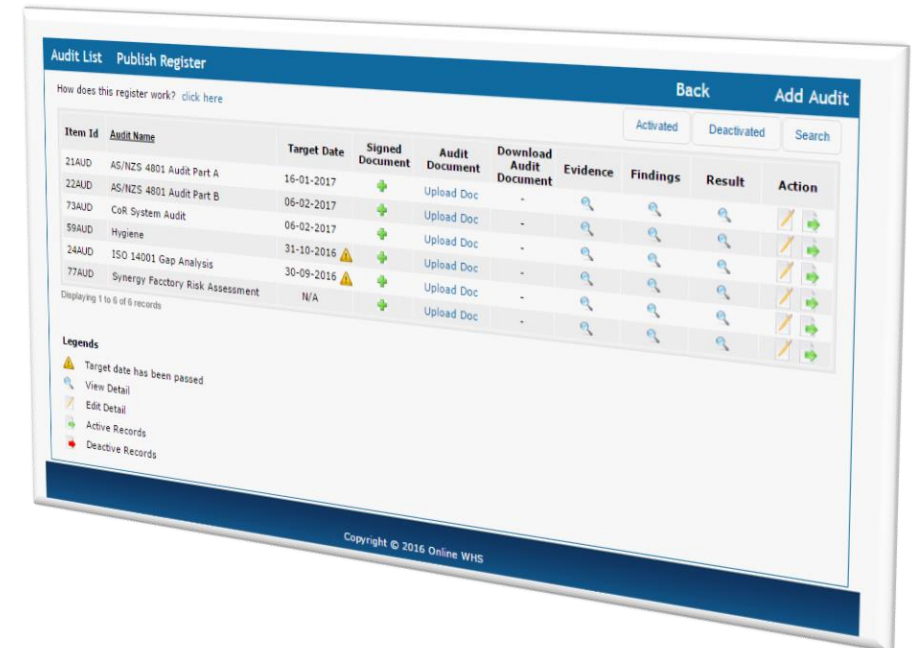 Audit List Publish Register Back Add Audit
How does this register work? click here
Activated Deactivated Search
Item Id Audit Name Target Date Signed Document Audit Document Download Audit Document Evidence Findings Result Action
21AUD AS/NZS 4801 Audit Part A 16-01-2017 Upload Doc -
22AUD AS/NZS 4801 Audit Part B 06-02-2017 Upload Doc -
73AUD CoR System Audit 06-02-2017 Upload Doc -
59AUD Hygiene 31-10-2016 Upload Doc -
24AUD ISO 14001 Gap Analysis 30-09-2016 Upload Doc -
77AUD Synergy Facctory Risk Assessment N/A Upload Doc -
Displaying 1 to 6 of 6 records
Legends
Target date has been passed
View Detail
Edit Detail
Active Records
Deactive Records
Copyright © 2016 Online WHS